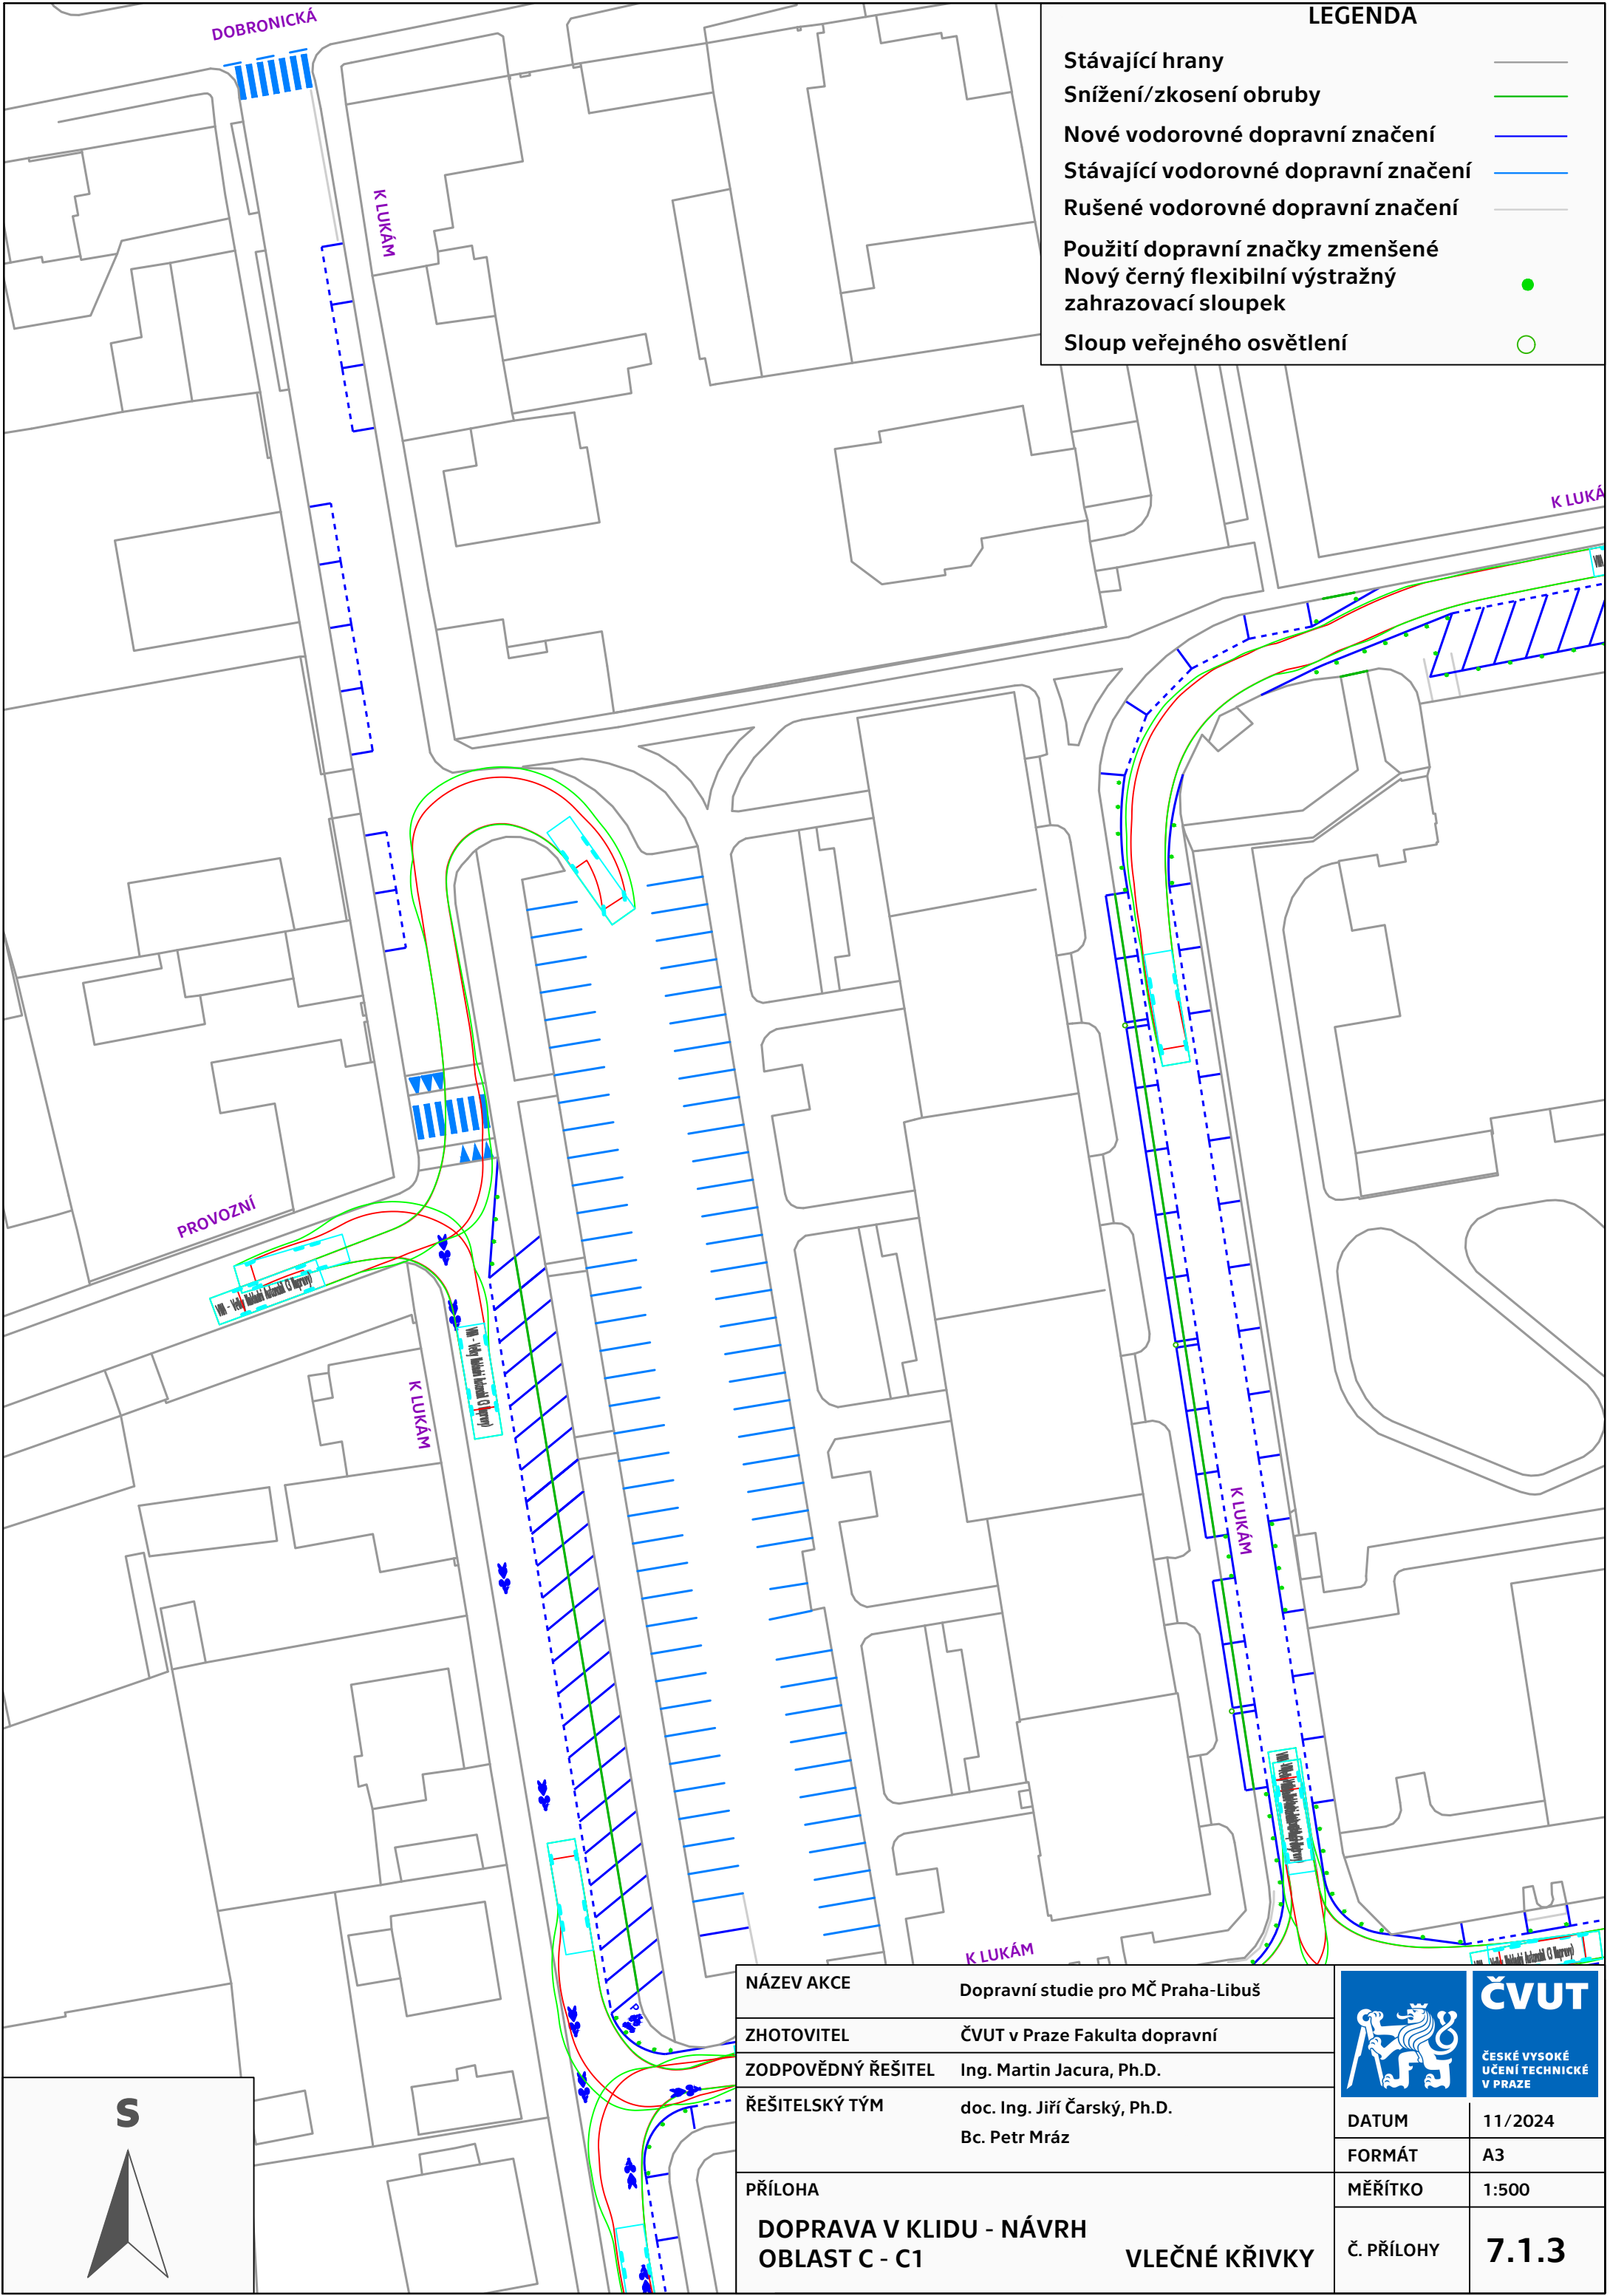 DOBRONICKÁ
K LUKÁM
LEGENDA
Stávající hrany
Snížení/zkosení obruby
Nové vodorovné dopravní značení
Stávající vodorovné dopravní značení
Rušené vodorovné dopravní značení
Použití dopravní značky zmenšené
Nový černý flexibilní výstražný
zahrazovací sloupek
Sloup veřejného osvětlení
K LUKÁ
PROVOZNÍ
K LUKÁM
K LUKÁM
K LUKÁM
S
NÁZEV AKCE Dopravní studie pro MČ Praha-Libuš
ZHOTOVITEL ČVUT v Praze Fakulta dopravní
ZODPOVĚDNÝ ŘEŠITEL Ing. Martin Jacura, Ph.D.
ŘEŠITELSKÝ TÝM doc. Ing. Jiří Čarský, Ph.D.
Bc. Petr Mráz
PŘÍLOHA
DOPRAVA V KLIDU - NÁVRH
OBLAST C - C1 VLEČNÉ KŘIVKY
ČVUT
ČESKÉ VYSOKÉ
UČENÍ TECHNICKÉ
V PRAZE
DATUM 11/2024
FORMÁT A3
MĚŘÍTKO 1:500
Č. PŘÍLOHY 7.1.3